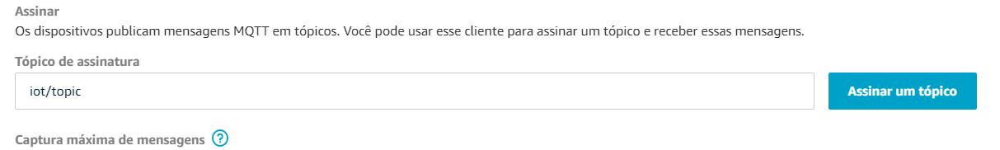 Assinar
Os dispositivos publicam mensagens MQTT em tópicos. Você pode usar esse cliente para assinar um tópico e receber essas mensagens.
Tópico de assinatura
iot/topic
Assinar um tópico
Captura máxima de mensagens ?